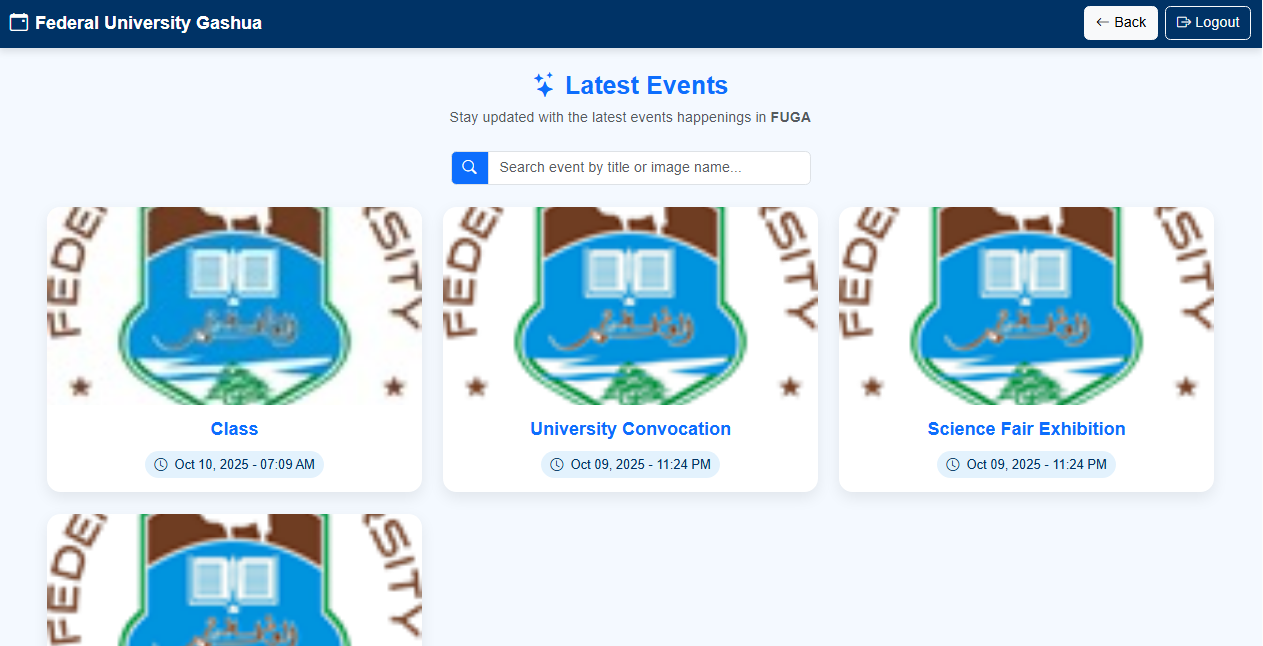 Federal University Gashua
Back
Logout
Latest Events
Stay updated with the latest events happenings in FUGA
Search event by title or image name...
FEDE
SITY
FEDE
SITY
FEDE
SITY
Class
University Convocation
Science Fair Exhibition
Oct 10, 2025 - 07:09 AM
Oct 09, 2025 - 11:24 PM
Oct 09, 2025 - 11:24 PM
FEDE
SITY